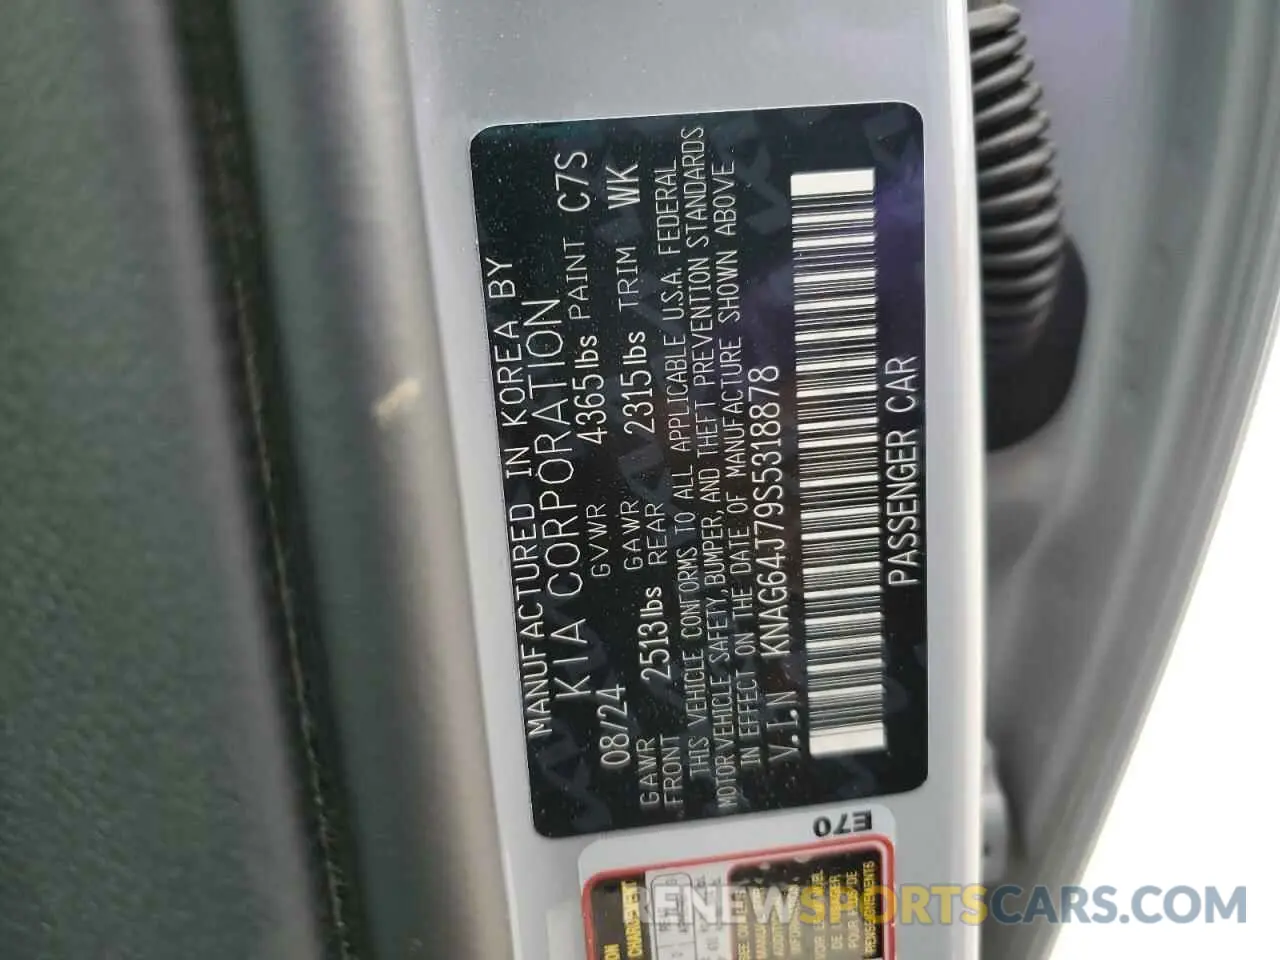 MANUFACTURED IN KOREA BY
KIA CORPORATION
08/24 GVWR 4365lbs PAINT C7S
GAWR FRONT 2513lbs GAWR REAR 2315lbs TRIM WK
THIS VEHICLE CONFORMS TO ALL APPLICABLE U.S.A. FEDERAL
MOTOR VEHICLE SAFETY, BUMPER, AND THEFT PREVENTION STANDARDS
IN EFFECT ON THE DATE OF MANUFACTURE SHOWN ABOVE
V.I.N KNAG64J79S5318878
PASSENGER CAR
E70
CHARGEMENT
RENEWSPORTSCARS.COM